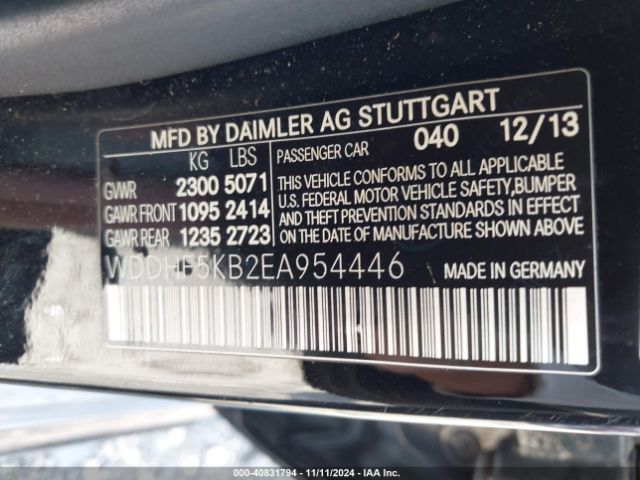 MFD BY DAIMLER AG STUTTGART
KG LBS PASSENGER CAR 040 12/13
GVWR 2300 5071
GAWR FRONT 1095 2414
GAWR REAR 1235 2723
THIS VEHICLE CONFORMS TO ALL APPLICABLE
U.S. FEDERAL MOTOR VEHICLE SAFETY,BUMPER
AND THEFT PREVENTION STANDARDS IN EFFECT
ON THE DATE OF MANUFACTURE SHOWN ABOVE
WDDHF5KB2EA954446 MADE IN GERMANY
000-40831794 - 11/11/2024 - IAA Inc.